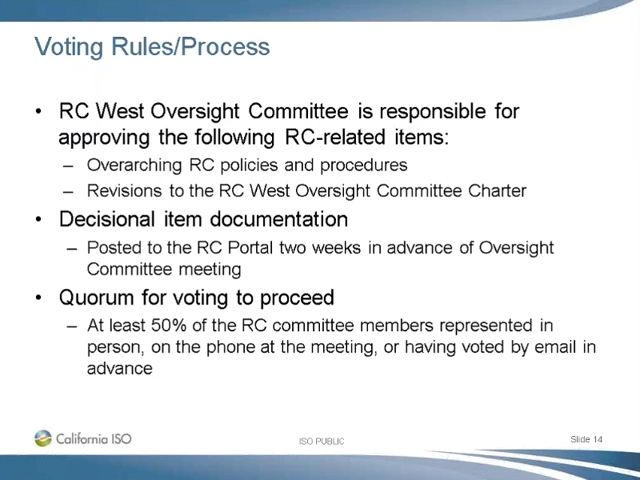 Voting Rules/Process
• RC West Oversight Committee is responsible for
approving the following RC-related items:
– Overarching RC policies and procedures
– Revisions to the RC West Oversight Committee Charter
• Decisional item documentation
– Posted to the RC Portal two weeks in advance of Oversight
Committee meeting
• Quorum for voting to proceed
– At least 50% of the RC committee members represented in
person, on the phone at the meeting, or having voted by email in
advance
California ISO
ISO PUBLIC
Slide 14